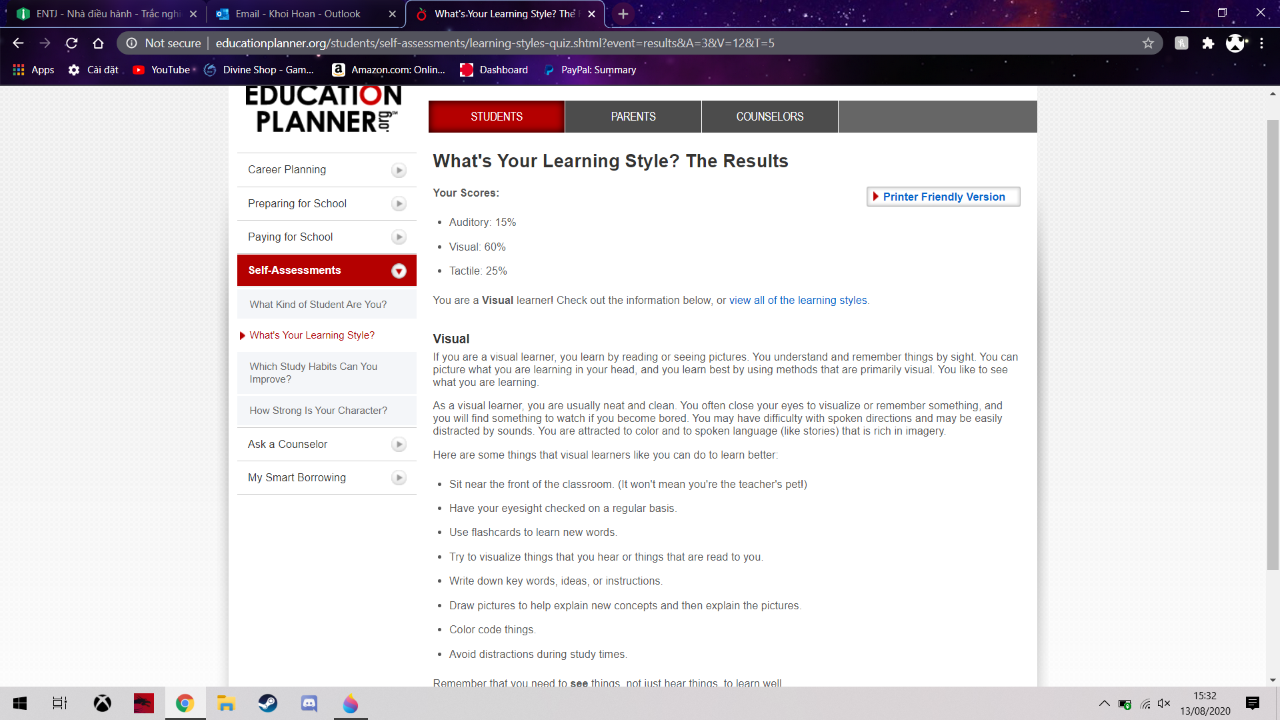 ENTJ - Nhà điều hành - Trắc ngh
Email - Khoi Hoan - Outlook
What's Your Learning Style? The
Not secure | educationplanner.org/students/self-assessments/learning-styles-quiz.shtml?event=results&A=3&V=12&T=5
Apps
Cài đặt
YouTube
Divine Shop - Gam...
Amazon.com: Onlin...
Dashboard
PayPal: Summary
EDUCATION
PLANNER.org™
STUDENTS
PARENTS
COUNSELORS
Career Planning
Preparing for School
Paying for School
Self-Assessments
What Kind of Student Are You?
What's Your Learning Style?
Which Study Habits Can You
Improve?
How Strong Is Your Character?
Ask a Counselor
My Smart Borrowing
What's Your Learning Style? The Results
Your Scores:
Printer Friendly Version
• Auditory: 15%
• Visual: 60%
• Tactile: 25%
You are a Visual learner! Check out the information below, or view all of the learning styles.
Visual
If you are a visual learner, you learn by reading or seeing pictures. You understand and remember things by sight. You can
picture what you are learning in your head, and you learn best by using methods that are primarily visual. You like to see
what you are learning.
As a visual learner, you are usually neat and clean. You often close your eyes to visualize or remember something, and
you will find something to watch if you become bored. You may have difficulty with spoken directions and may be easily
distracted by sounds. You are attracted to color and to spoken language (like stories) that is rich in imagery.
Here are some things that visual learners like you can do to learn better:
• Sit near the front of the classroom. (It won't mean you're the teacher's pet!)
• Have your eyesight checked on a regular basis.
• Use flashcards to learn new words.
• Try to visualize things that you hear or things that are read to you.
• Write down key words, ideas, or instructions.
• Draw pictures to help explain new concepts and then explain the pictures.
• Color code things.
• Avoid distractions during study times.
Remember that you need to see things, not just hear things, to learn well.
15:32
13/08/2020